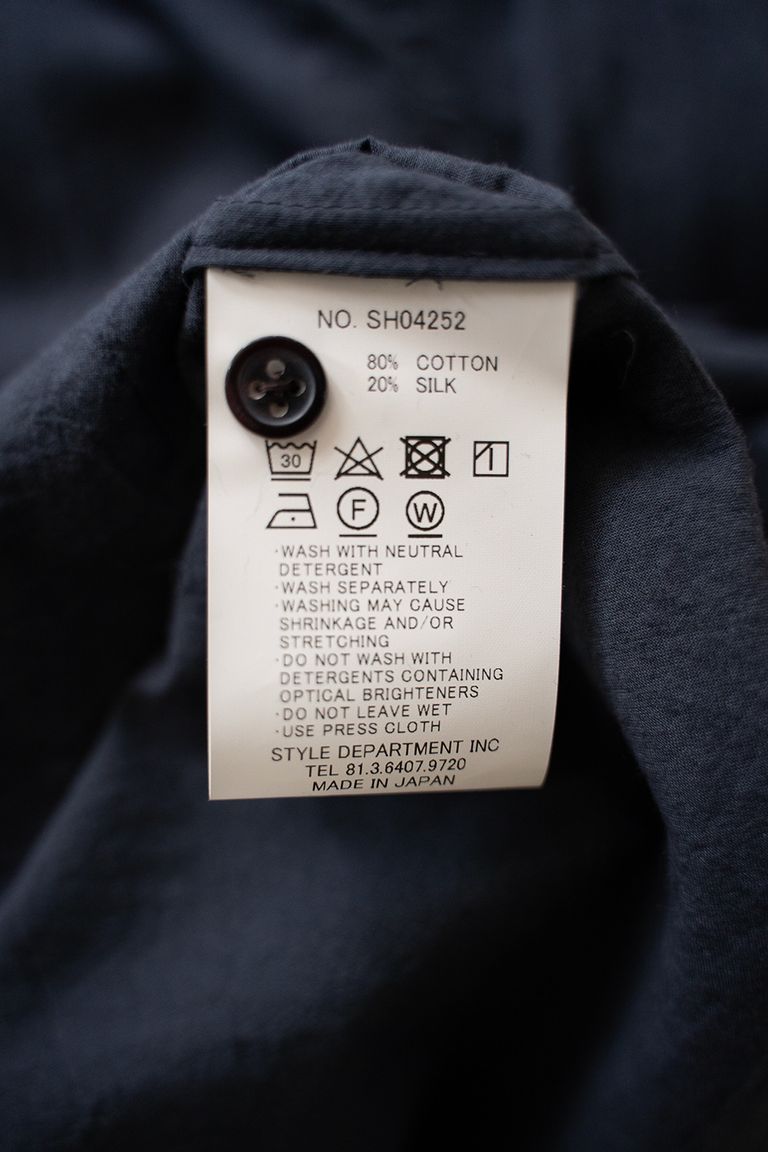 NO. SH04252
80% COTTON
20% SILK
30
F W
·WASH WITH NEUTRAL
DETERGENT
·WASH SEPARATELY
·WASHING MAY CAUSE
SHRINKAGE AND/OR
STRETCHING
·DO NOT WASH WITH
DETERGENTS CONTAINING
OPTICAL BRIGHTENERS
·DO NOT LEAVE WET
·USE PRESS CLOTH
STYLE DEPARTMENT INC
TEL 81.3.6407.9720
MADE IN JAPAN